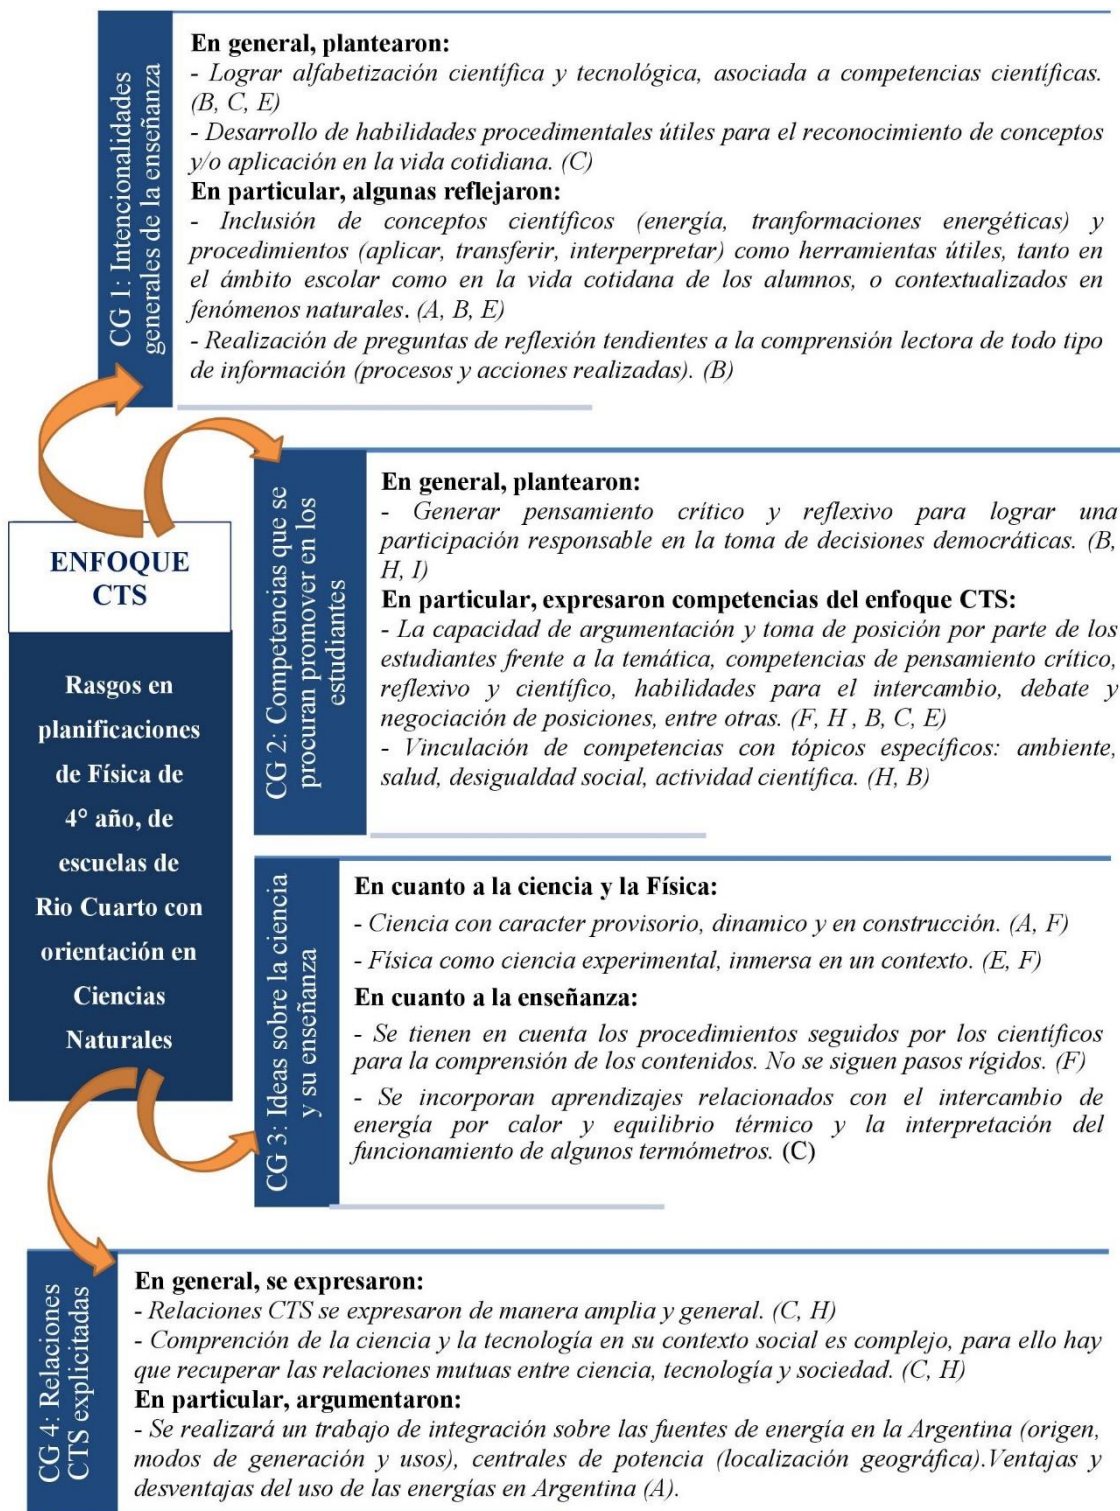 CG 1: Intencionalidades
generales de la enseñanza
En general, plantearon:
- Lograr alfabetización científica y tecnológica, asociada a competencias científicas.
(B, C, E)
- Desarrollo de habilidades procedimentales útiles para el reconocimiento de conceptos
y/o aplicación en la vida cotidiana. (C)
En particular, algunas reflejaron:
- Inclusión de conceptos científicos (energía, tranformaciones energéticas) y
procedimientos (aplicar, transferir, interperpretar) como herramientas útiles, tanto en
el ámbito escolar como en la vida cotidana de los alumnos, o contextualizados en
fenómenos naturales. (A, B, E)
- Realización de preguntas de reflexión tendientes a la comprensión lectora de todo tipo
de información (procesos y acciones realizadas). (B)
ENFOQUE
CTS
Rasgos en
planificaciones
de Física de
4° año, de
escuelas de
Rio Cuarto con
orientación en
Ciencias
Naturales
CG 2: Competencias que se
procuran promover en los
estudiantes
En general, plantearon:
- Generar pensamiento crítico y reflexivo para lograr una
participación responsable en la toma de decisiones democráticas. (B,
H, I)
En particular, expresaron competencias del enfoque CTS:
- La capacidad de argumentación y toma de posición por parte de los
estudiantes frente a la temática, competencias de pensamiento crítico,
reflexivo y científico, habilidades para el intercambio, debate y
negociación de posiciones, entre otras. (F, H , B, C, E)
- Vinculación de competencias con tópicos específicos: ambiente,
salud, desigualdad social, actividad científica. (H, B)
CG 3: Ideas sobre la ciencia
y su enseñanza
En cuanto a la ciencia y la Física:
- Ciencia con caracter provisorio, dinamico y en construcción. (A, F)
- Física como ciencia experimental, inmersa en un contexto. (E, F)
En cuanto a la enseñanza:
- Se tienen en cuenta los procedimientos seguidos por los científicos
para la comprensión de los contenidos. No se siguen pasos rígidos. (F)
- Se incorporan aprendizajes relacionados con el intercambio de
energía por calor y equilibrio térmico y la interpretación del
funcionamiento de algunos termómetros. (C)
CG 4: Relaciones
CTS explicitadas
En general, se expresaron:
- Relaciones CTS se expresaron de manera amplia y general. (C, H)
- Comprención de la ciencia y la tecnología en su contexto social es complejo, para ello hay
que recuperar las relaciones mutuas entre ciencia, tecnología y sociedad. (C, H)
En particular, argumentaron:
- Se realizará un trabajo de integración sobre las fuentes de energía en la Argentina (origen,
modos de generación y usos), centrales de potencia (localización geográfica).Ventajas y
desventajas del uso de las energías en Argentina (A).